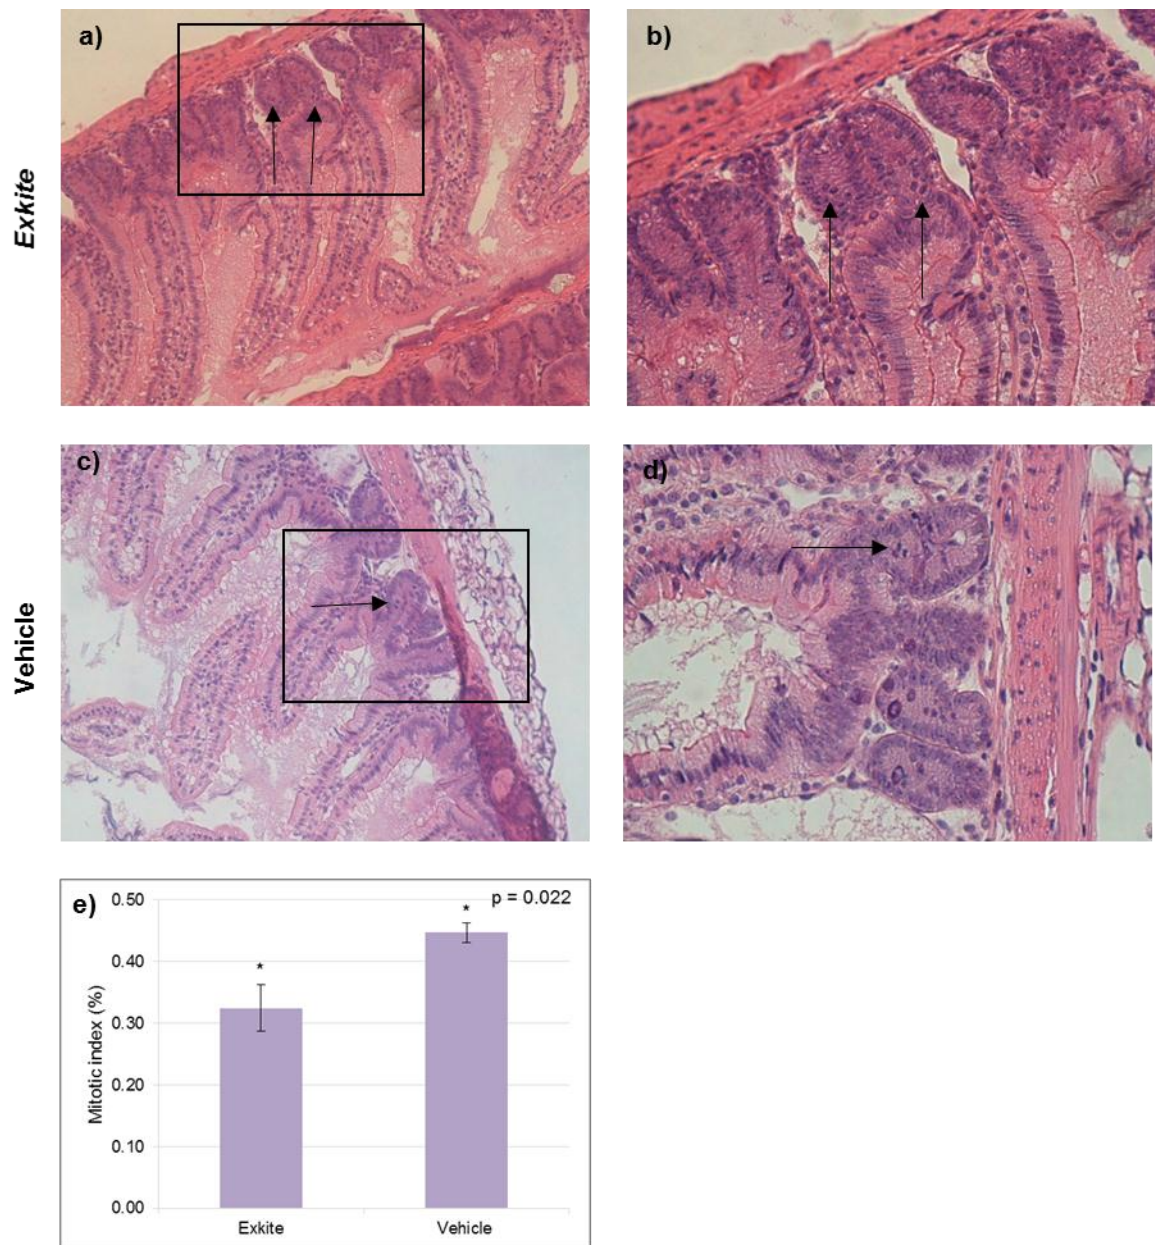 a)
b)
Exkite
c)
d)
Vehicle
e)
p = 0.022
*
*
Mitotic index (%)
0.50
0.40
0.30
0.20
0.10
0.00
Exkite
Vehicle